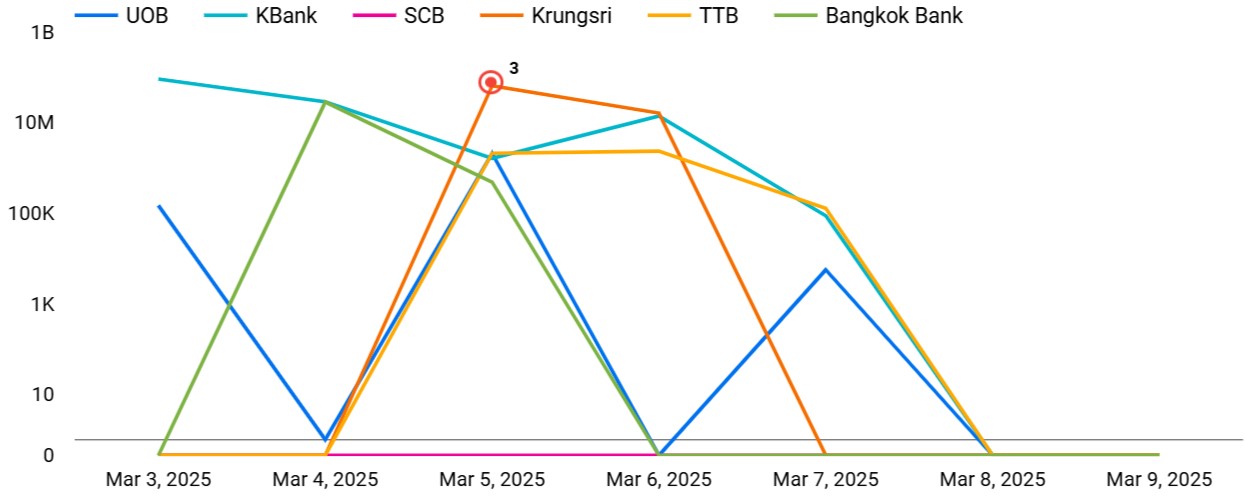 UOB KBank SCB Krungsri TTB Bangkok Bank
1B
3
10M
100K
1K
10
0
Mar 3, 2025 Mar 4, 2025 Mar 5, 2025 Mar 6, 2025 Mar 7, 2025 Mar 8, 2025 Mar 9, 2025